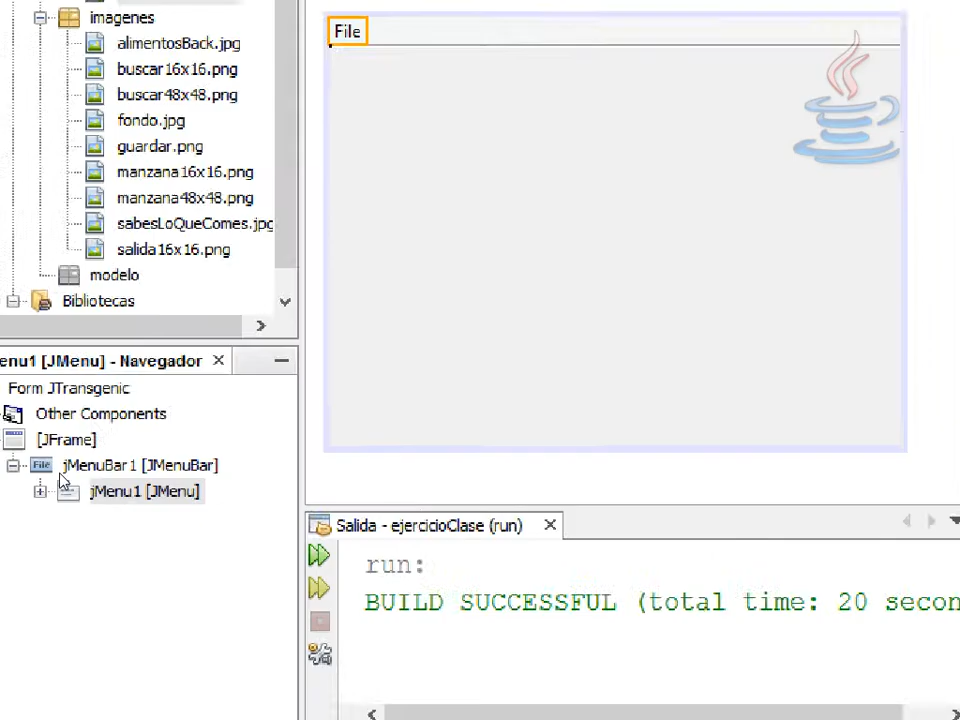 imagenes
alimentosBack.jpg
buscar16x16.png
buscar48x48.png
fondo.jpg
guardar.png
manzana16x16.png
manzana48x48.png
sabesLoQueComes.jpg
salida16x16.png
modelo
Bibliotecas
File
enu1 [JMenu] - Navegador
Form JTransgenic
Other Components
[JFrame]
File jMenuBar1 [JMenuBar]
jMenu1 [JMenu]
Salida - ejercicioClase (run)
run:
BUILD SUCCESSFUL (total time: 20 secon